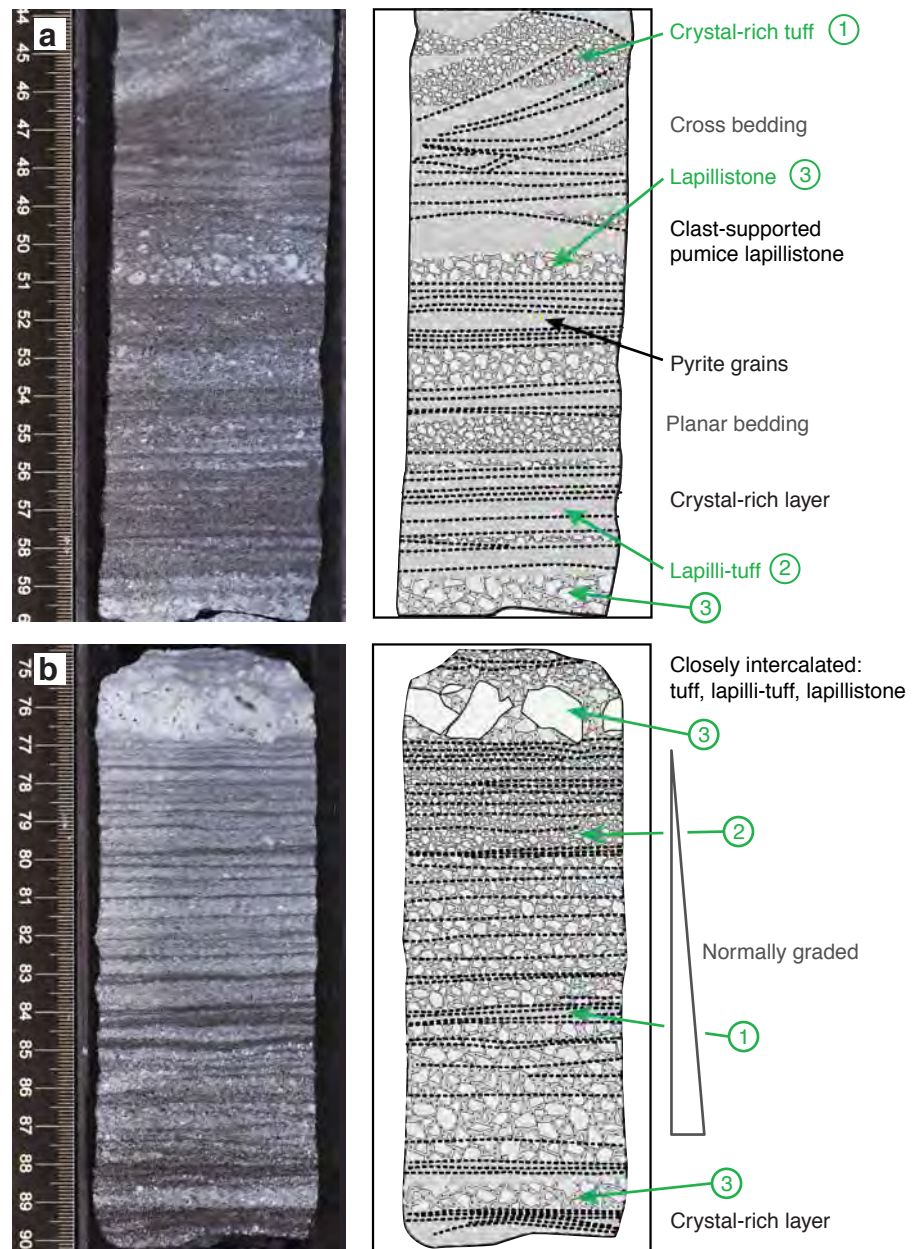 a
44
45
46
47
48
49
50
51
52
53
54
55
56
57
58
59
6
Crystal-rich tuff 1
Cross bedding
Lapillistone 3
Clast-supported
pumice lapillistone
Pyrite grains
Planar bedding
Crystal-rich layer
Lapilli-tuff 2
3
b
75
76
77
78
79
80
81
82
83
84
85
86
87
88
89
90
Closely intercalated:
tuff, lapilli-tuff, lapillistone
3
2
Normally graded
1
3
Crystal-rich layer